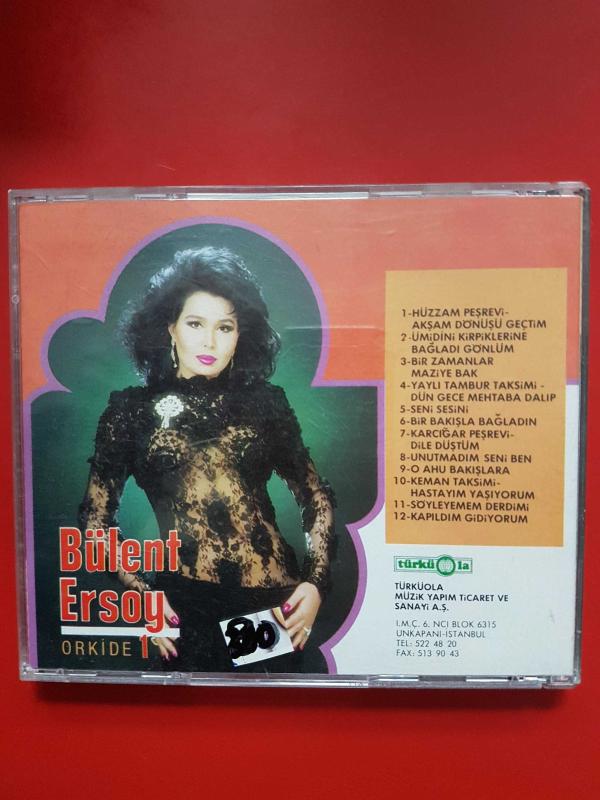 1-HÜZZAM PEŞREVİ-
AKŞAM DÖNÜŞÜ GEÇTİM
2-ÜMİDİNİ KİRPİKLERİNE
BAĞLADI GÖNLÜM
3-BİR ZAMANLAR
MAZİYE BAK
4-YAYLI TAMBUR TAKSİMİ -
DÜN GECE MEHTABA DALIP
5-SENİ SESİNİ
6-BİR BAKIŞLA BAĞLADIN
7-KARCIĞAR PEŞREVİ-
DİLE DÜŞTÜM
8-UNUTMADIM SENİ BEN
9-O AHU BAKIŞLARA
10-KEMAN TAKSİMİ-
HASTAYIM YAŞIYORUM
11-SÖYLEYEMEM DERDİMİ
12-KAPILDIM GİDİYORUM
Bülent
Ersoy
ORKİDE 1
türküola
TÜRKÜOLA
MÜZİK YAPIM TİCARET VE
SANAYİ A.Ş.
I.M.Ç. 6. NCI BLOK 6315
UNKAPANI-İSTANBUL
TEL: 522 48 20
FAX: 513 90 43